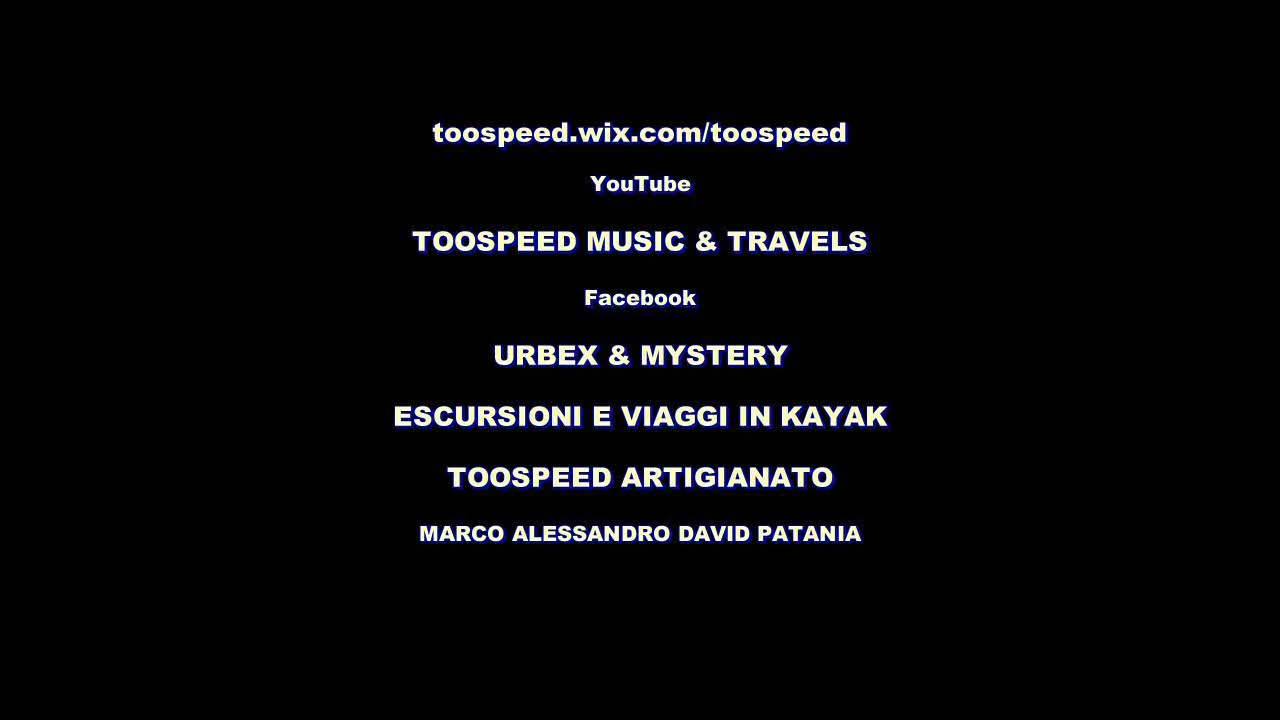 toospeed.wix.com/toospeed
YouTube
TOOSPEED MUSIC & TRAVELS
Facebook
URBEX & MYSTERY
ESCURSIONI E VIAGGI IN KAYAK
TOOSPEED ARTIGIANATO
MARCO ALESSANDRO DAVID PATANIA